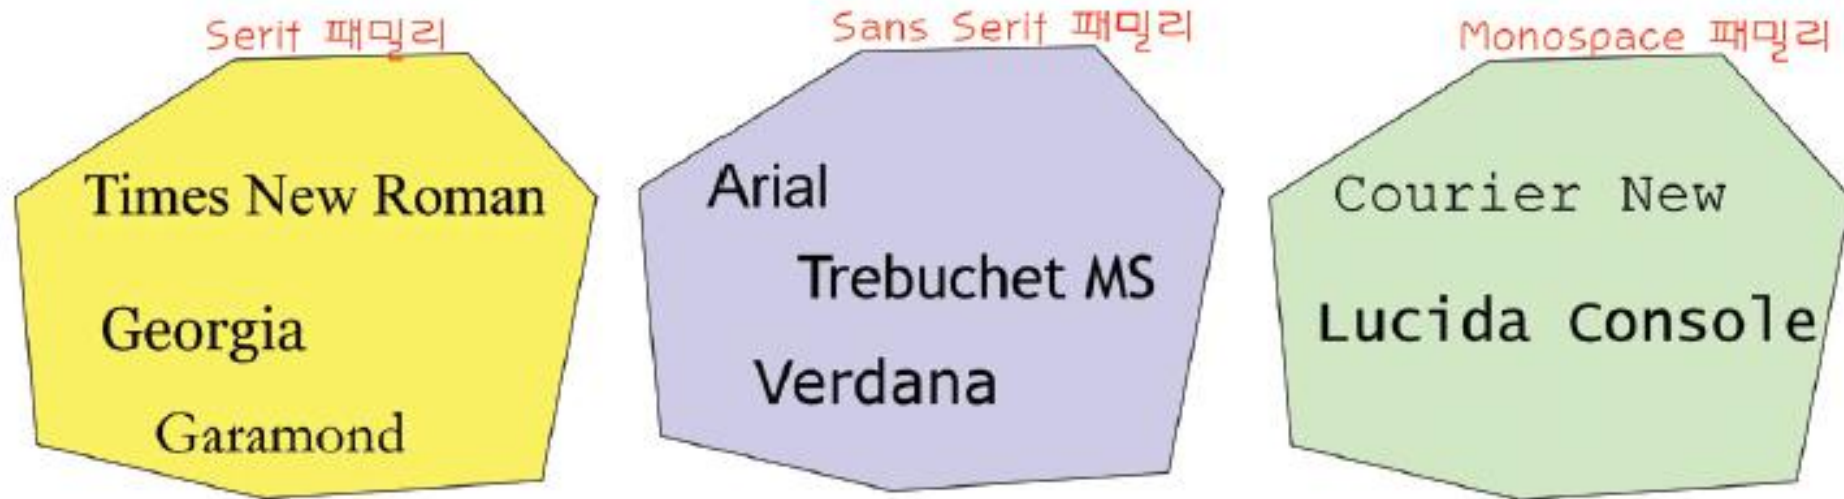 Serif 패밀리
Times New Roman
Georgia
Garamond
Sans Serif 패밀리
Arial
Trebuchet MS
Verdana
Monospace 패밀리
Courier New
Lucida Console